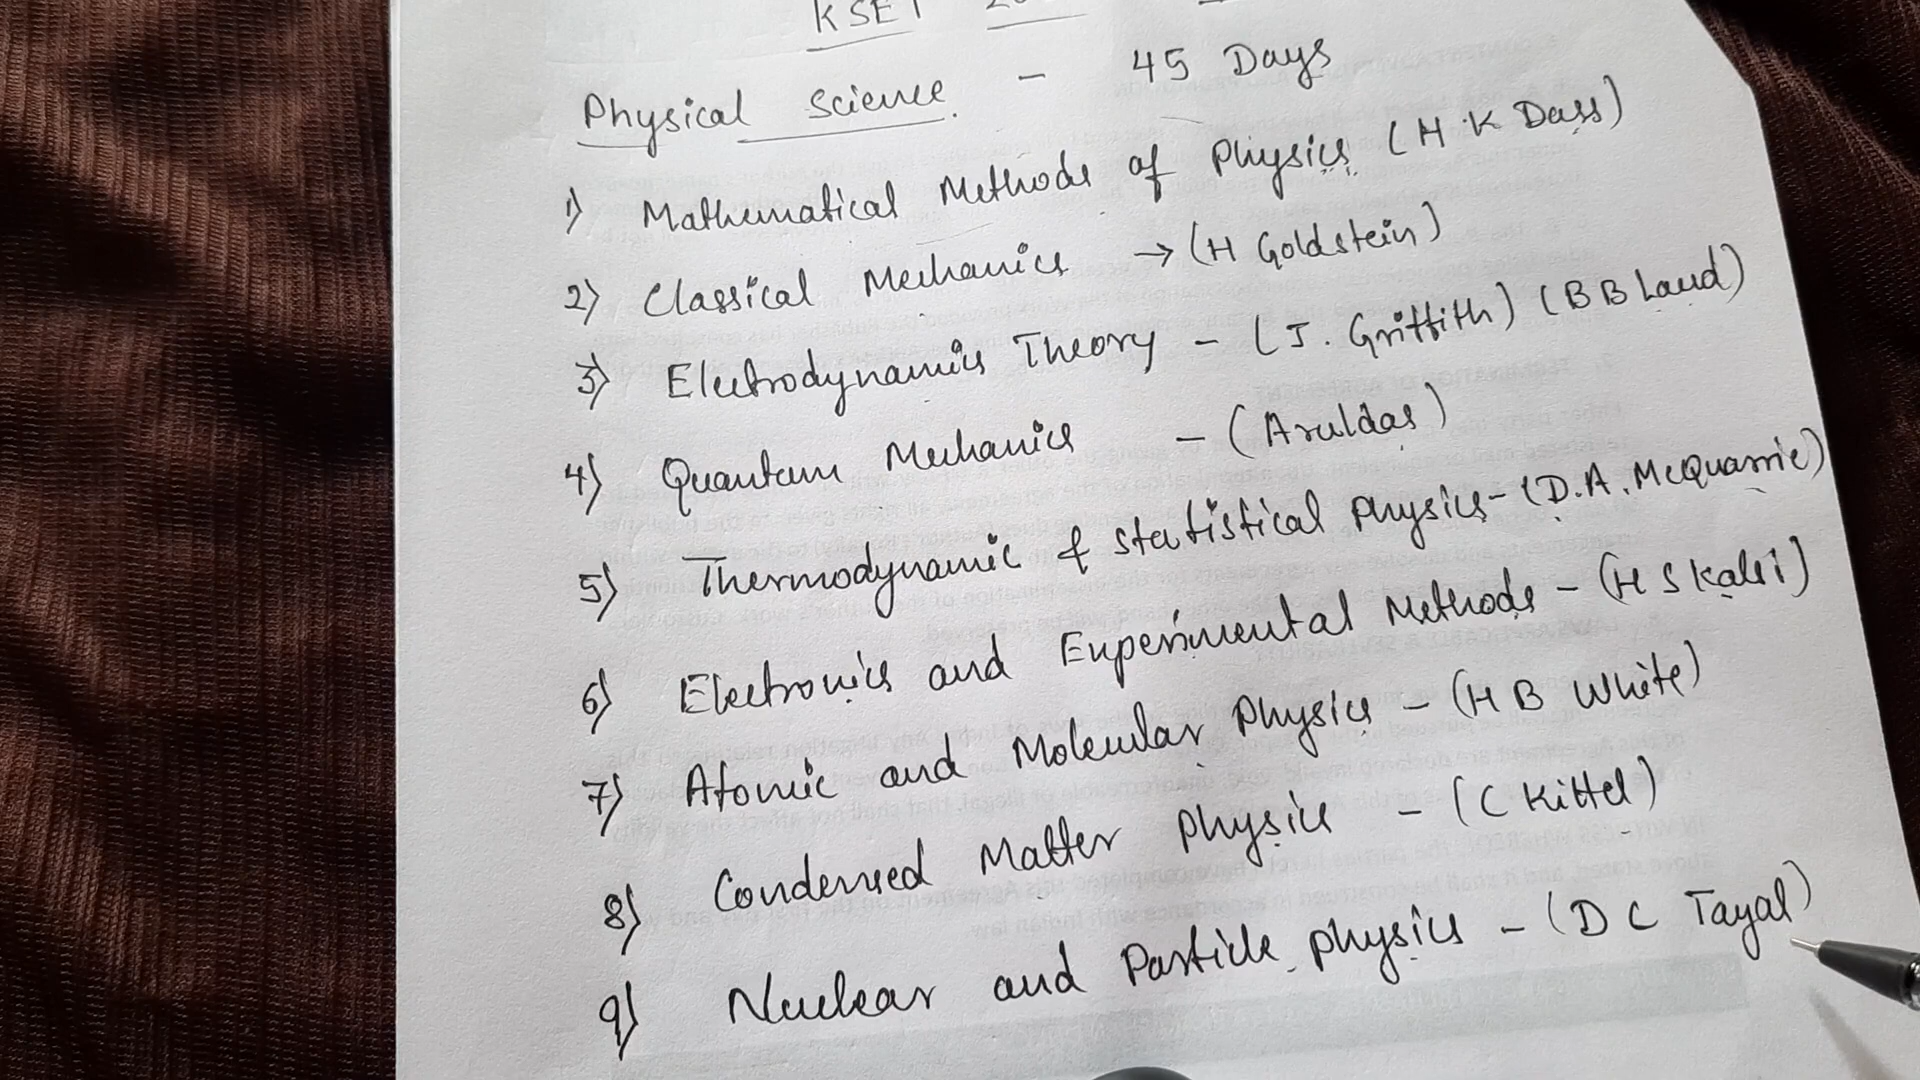 KSET
Physical Science. - 45 Days
1) Mathematical Methods of Physics (H.K Dass)
2) Classical Mechanics → (H Goldstein)
3) Electrodynamics Theory - (J. Griffith) (B B Laud)
4) Quantum Mechanics - (Aruldas)
5) Thermodynamic & statistical Physics - (D.A. McQuarrie)
6) Electronics and Experimental Methods - (H S Kalsi)
7) Atomic and Molecular Physics - (H B White)
8) Condensed Matter Physics - (C Kittel)
9) Nuclear and Particle physics - (D C Tayal)